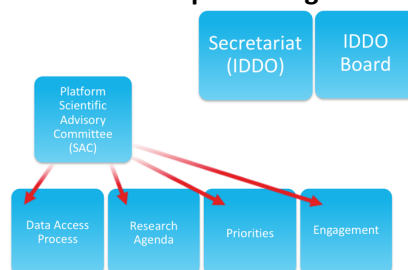 Secretariat
(IDDO)
IDDO
Board
Platform
Scientific
Advisory
Committee
(SAC)
Data Access
Process
Research
Agenda
Priorities
Engagement